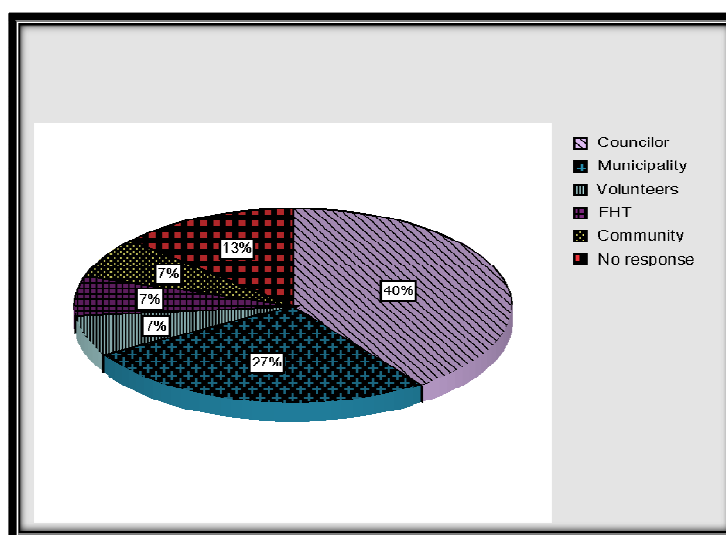 Councilor
Municipality
Volunteers
FHT
Community
No response
13%
7%
40%
7%
7%
27%